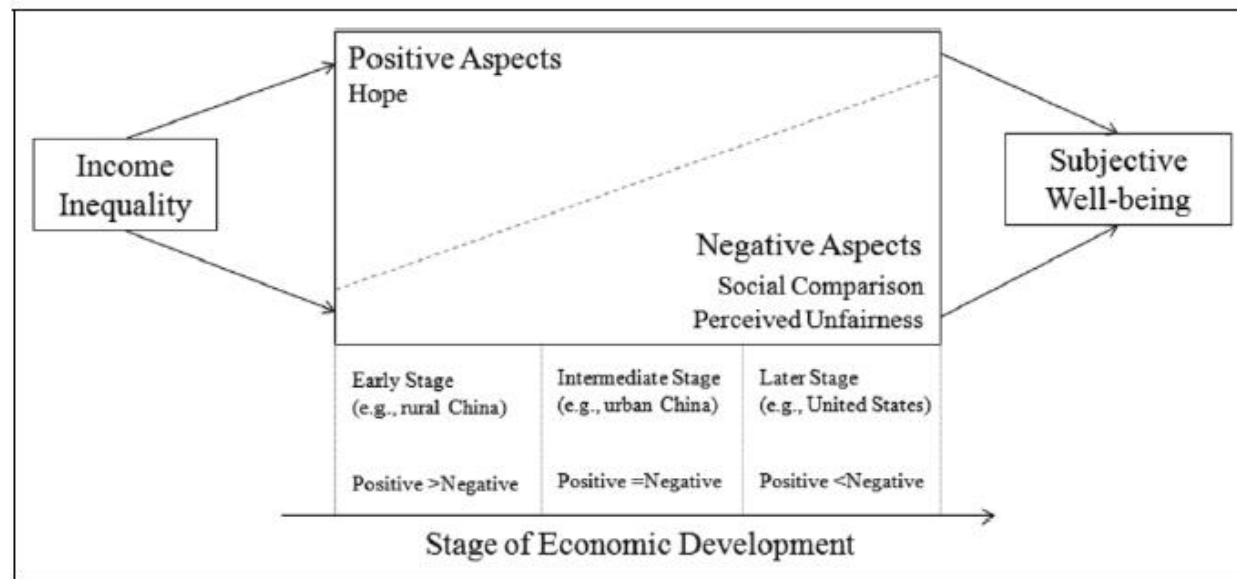 Positive Aspects
Hope
Income
Inequality
Subjective
Well-being
Negative Aspects
Social Comparison
Perceived Unfairness
Early Stage
(e.g., rural China)
Intermediate Stage
(e.g., urban China)
Later Stage
(e.g., United States)
Positive >Negative
Positive =Negative
Positive <Negative
Stage of Economic Development